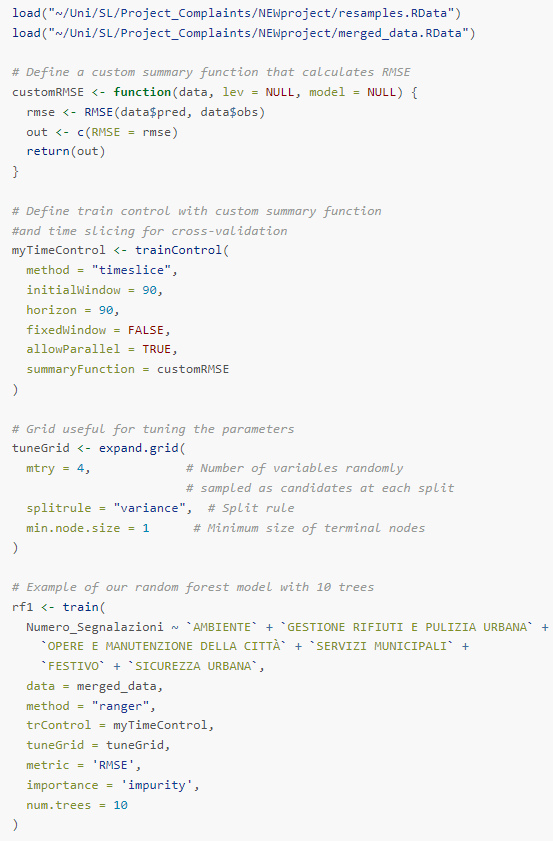 load("~/Uni/SL/Project_Complaints/NEWproject/resamples.RData")
load("~/Uni/SL/Project_Complaints/NEWproject/merged_data.RData")

# Define a custom summary function that calculates RMSE
customRMSE <- function(data, lev = NULL, model = NULL) {
  rmse <- RMSE(data$pred, data$obs)
  out <- c(RMSE = rmse)
  return(out)
}

# Define train control with custom summary function
#and time slicing for cross-validation
myTimeControl <- trainControl(
  method = "timeslice",
  initialWindow = 90,
  horizon = 90,
  fixedWindow = FALSE,
  allowParallel = TRUE,
  summaryFunction = customRMSE
)

# Grid useful for tuning the parameters
tuneGrid <- expand.grid(
  mtry = 4,             # Number of variables randomly
                        # sampled as candidates at each split
  splitrule = "variance",  # Split rule
  min.node.size = 1      # Minimum size of terminal nodes
)

# Example of our random forest model with 10 trees
rf1 <- train(
  Numero_Segnalazioni ~ `AMBIENTE` + `GESTIONE RIFIUTI E PULIZIA URBANA` +
    `OPERE E MANUTENZIONE DELLA CITTÀ` + `SERVIZI MUNICIPALI` +
    `FESTIVO` + `SICUREZZA URBANA`,
  data = merged_data,
  method = "ranger",
  trControl = myTimeControl,
  tuneGrid = tuneGrid,
  metric = 'RMSE',
  importance = 'impurity',
  num.trees = 10
)